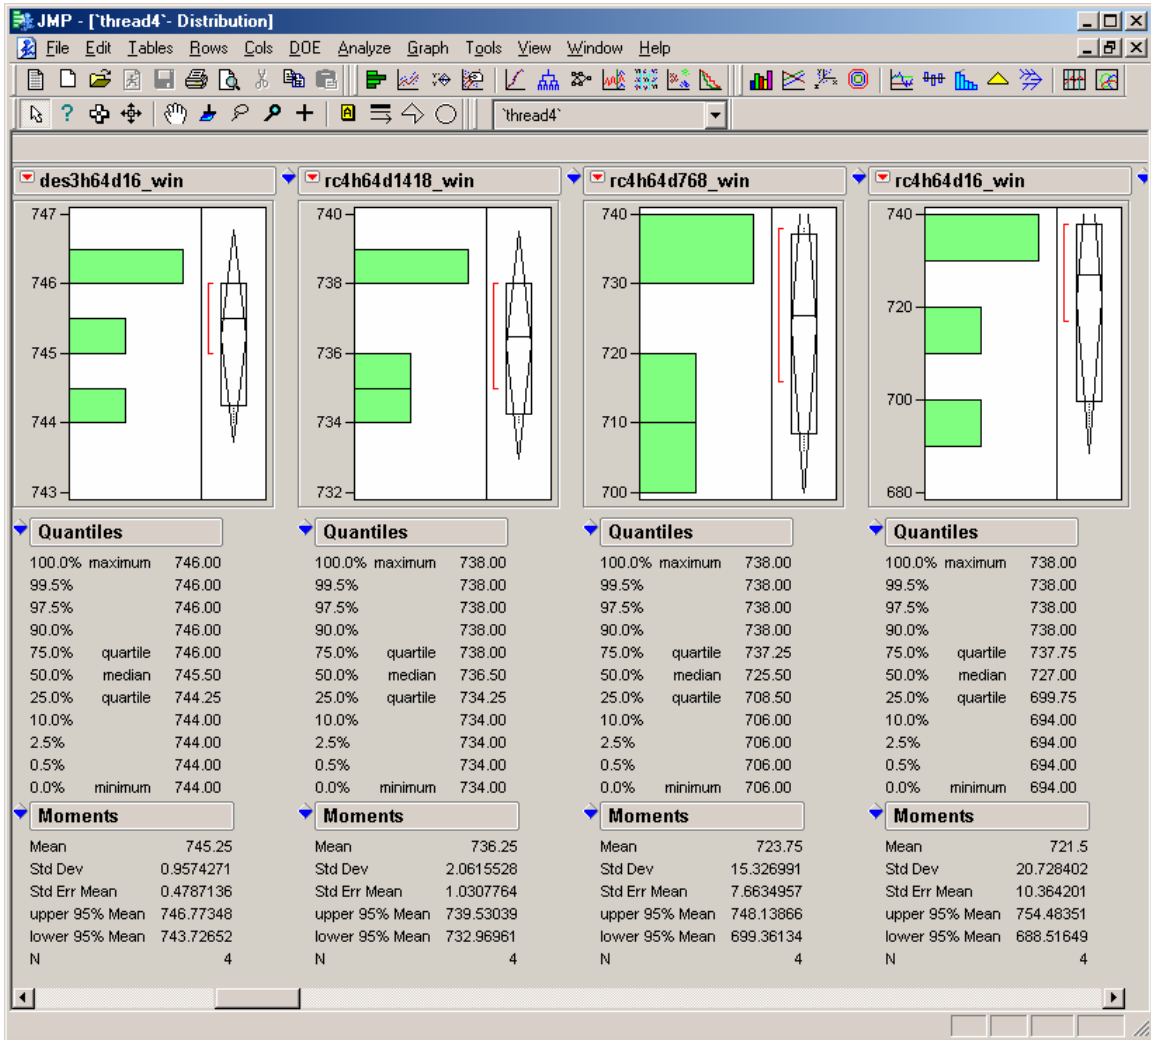 JMP - [`thread4`- Distribution]
File Edit Tables Rows Cols DOE Analyze Graph Tools View Window Help
`thread4`
des3h64d16_win
747
746
745
744
743
Quantiles
100.0% maximum 746.00
99.5% 746.00
97.5% 746.00
90.0% 746.00
75.0% quartile 746.00
50.0% median 745.50
25.0% quartile 744.25
10.0% 744.00
2.5% 744.00
0.5% 744.00
0.0% minimum 744.00
Moments
Mean 745.25
Std Dev 0.9574271
Std Err Mean 0.4787136
upper 95% Mean 746.77348
lower 95% Mean 743.72652
N 4
rc4h64d1418_win
740
738
736
734
732
Quantiles
100.0% maximum 738.00
99.5% 738.00
97.5% 738.00
90.0% 738.00
75.0% quartile 738.00
50.0% median 736.50
25.0% quartile 734.25
10.0% 734.00
2.5% 734.00
0.5% 734.00
0.0% minimum 734.00
Moments
Mean 736.25
Std Dev 2.0615528
Std Err Mean 1.0307764
upper 95% Mean 739.53039
lower 95% Mean 732.96961
N 4
rc4h64d768_win
740
730
720
710
700
Quantiles
100.0% maximum 738.00
99.5% 738.00
97.5% 738.00
90.0% 738.00
75.0% quartile 737.25
50.0% median 725.50
25.0% quartile 708.50
10.0% 706.00
2.5% 706.00
0.5% 706.00
0.0% minimum 706.00
Moments
Mean 723.75
Std Dev 15.326991
Std Err Mean 7.6634957
upper 95% Mean 748.13866
lower 95% Mean 699.36134
N 4
rc4h64d16_win
740
720
700
680
Quantiles
100.0% maximum 738.00
99.5% 738.00
97.5% 738.00
90.0% 738.00
75.0% quartile 737.75
50.0% median 727.00
25.0% quartile 699.75
10.0% 694.00
2.5% 694.00
0.5% 694.00
0.0% minimum 694.00
Moments
Mean 721.5
Std Dev 20.728402
Std Err Mean 10.364201
upper 95% Mean 754.48351
lower 95% Mean 688.51649
N 4